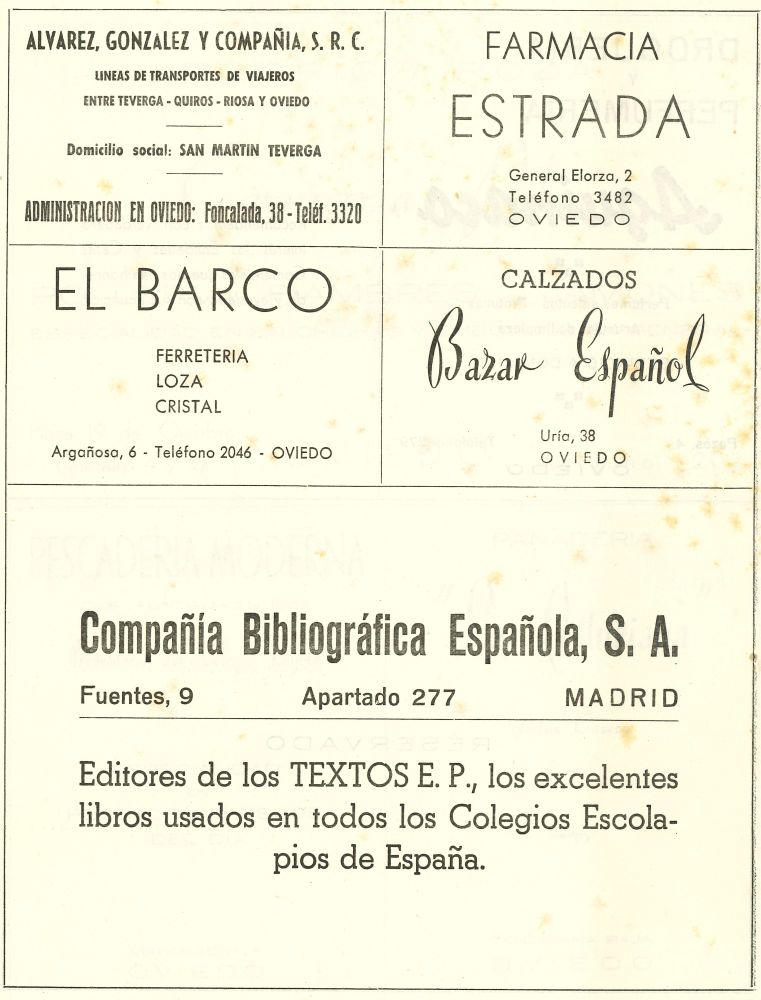 ALVAREZ, GONZALEZ Y COMPAÑIA, S. R. C.
LINEAS DE TRANSPORTES DE VIAJEROS
ENTRE TEVERGA - QUIROS - RIOSA Y OVIEDO
Domicilio social: SAN MARTIN TEVERGA
ADMINISTRACION EN OVIEDO: Foncalada, 38 - Teléf. 3320
FARMACIA
ESTRADA
General Elorza, 2
Teléfono 3482
OVIEDO
EL BARCO
FERRETERIA
LOZA
CRISTAL
Argañosa, 6 - Teléfono 2046 - OVIEDO
CALZADOS
Bazar Español
Uría, 38
OVIEDO
Compañía Bibliográfica Española, S. A.
Fuentes, 9 Apartado 277 MADRID
Editores de los TEXTOS E. P., los excelentes
libros usados en todos los Colegios Escola-
pios de España.